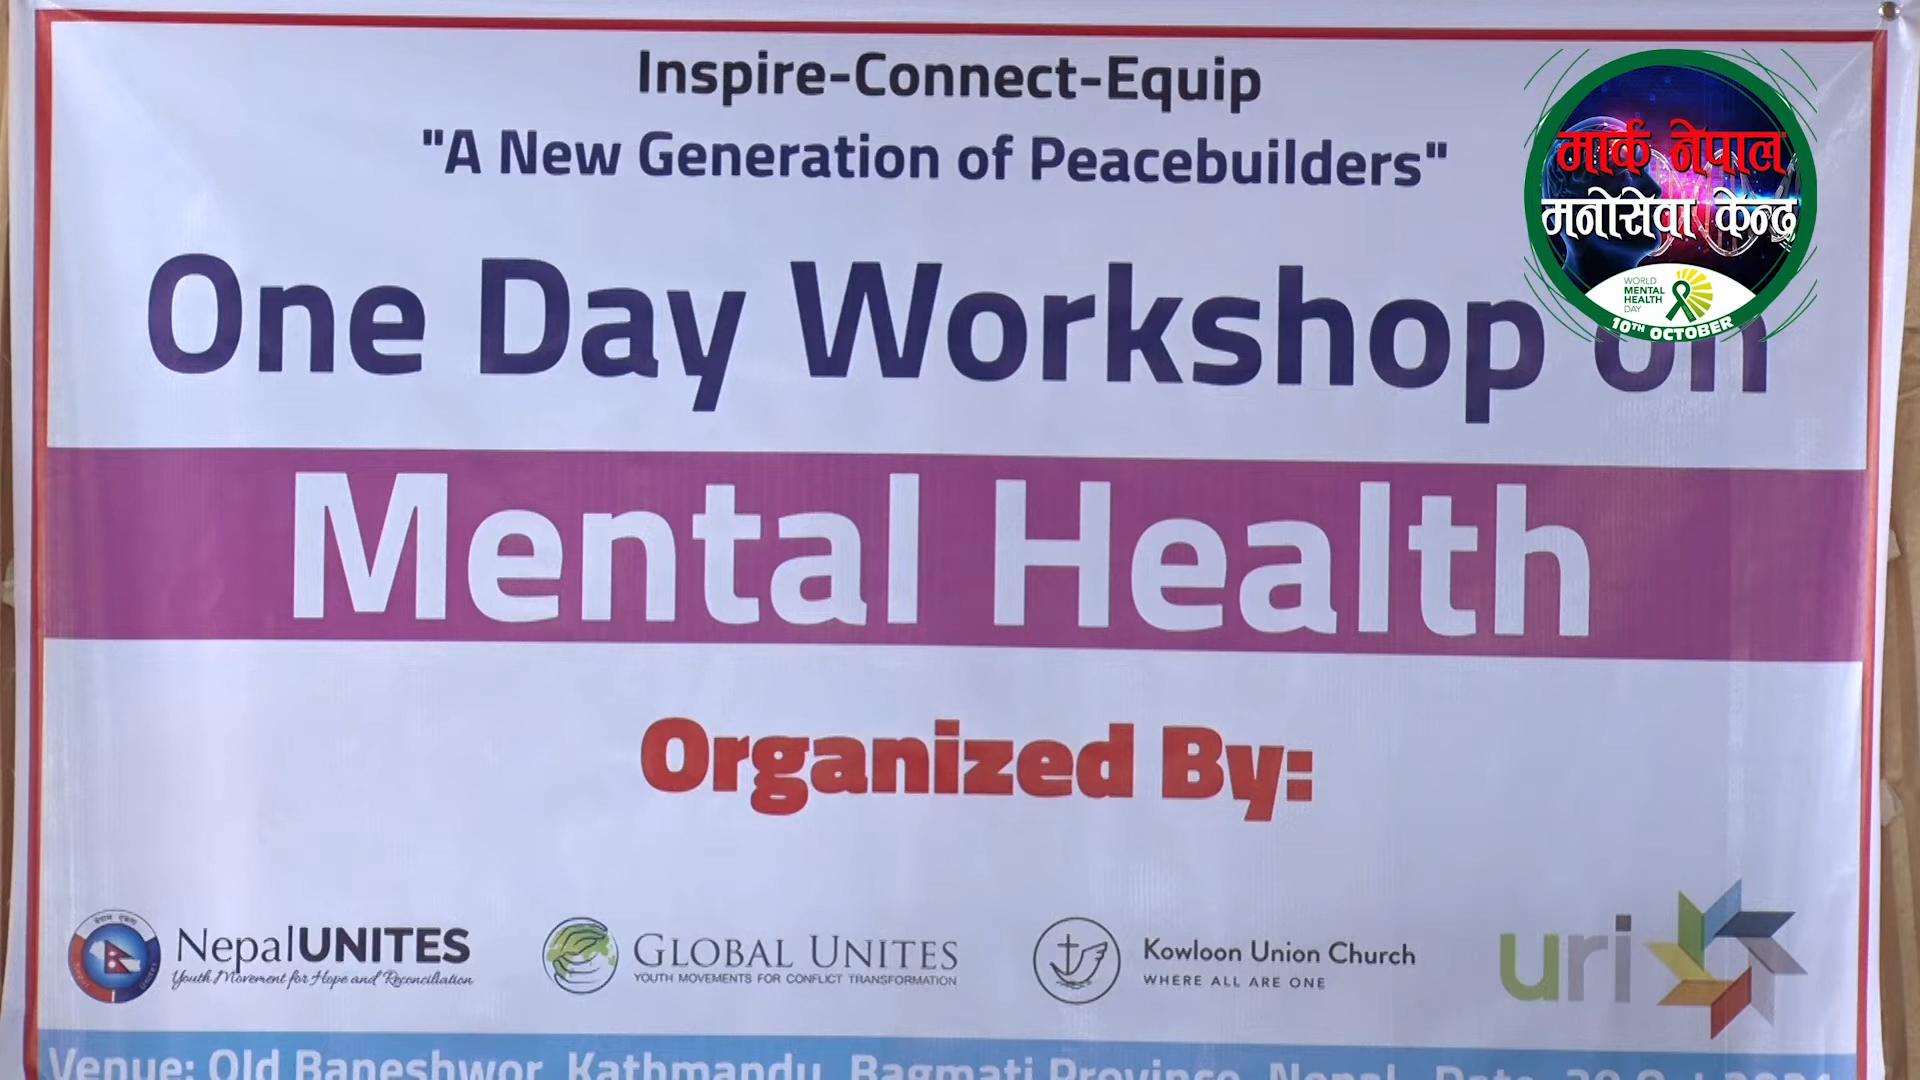 Inspire-Connect-Equip
"A New Generation of Peacebuilders"
One Day Workshop on
Mental Health
Organized By:
मार्क नेपाल
मनोसेवा केन्द्र
WORLD
MENTAL
HEALTH
DAY
10TH OCTOBER
NepalUNITES
Youth Movement for Hope and Reconciliation
GLOBAL UNITES
YOUTH MOVEMENTS FOR CONFLICT TRANSFORMATION
Kowloon Union Church
WHERE ALL ARE ONE
uri
Venue: Old Baneshwor, Kathmandu, Bagmati Province, Nepal, Date: